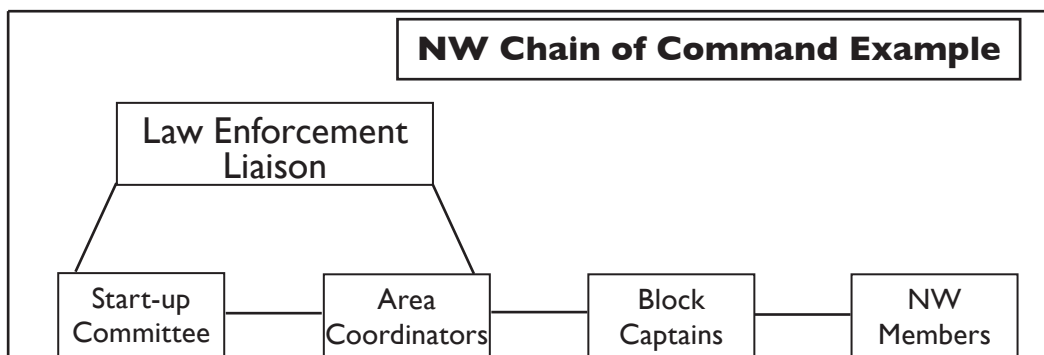 NW Chain of Command Example
Law Enforcement
Liaison
Start-up
Committee
Area
Coordinators
Block
Captains
NW
Members